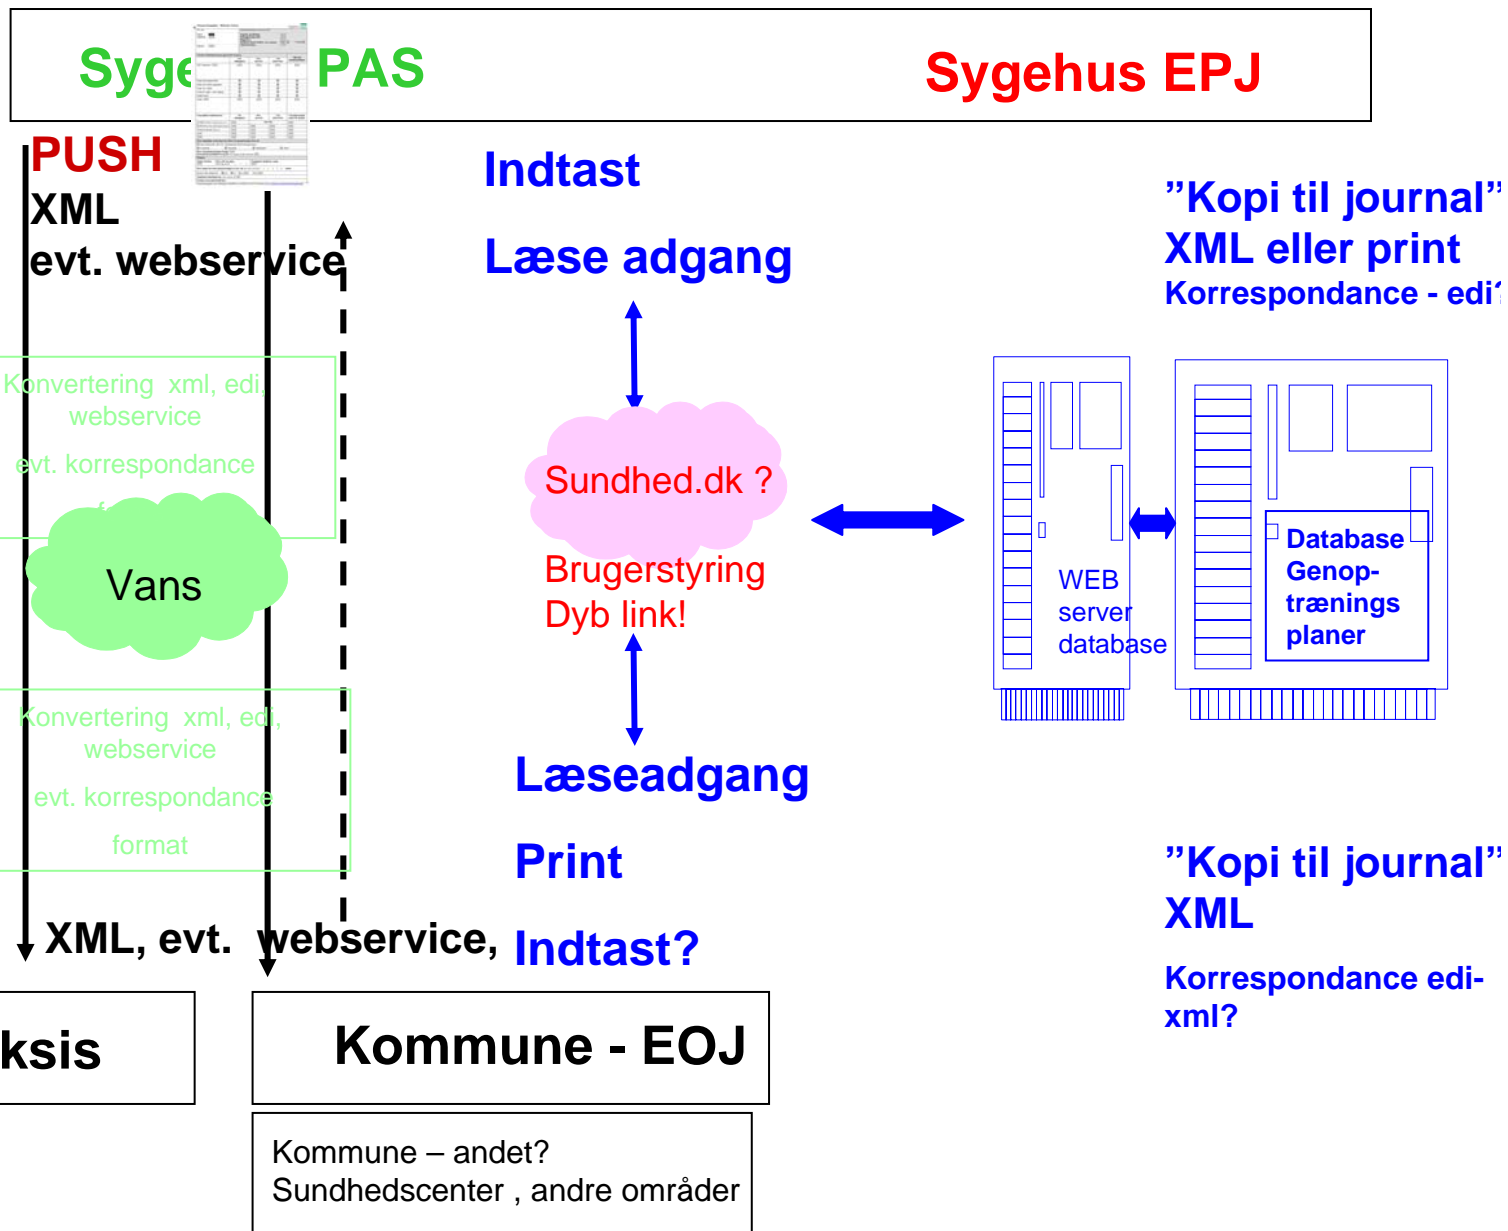 Syge PAS
Sygehus EPJ
PUSH
XML
evt. webservice
Indtast
Læse adgang
”Kopi til journal”
XML eller print
Korrespondance - edi?
Konvertering xml, edi,
webservice
evt. korrespondance
f
Vans
Sundhed.dk ?
Brugerstyring
Dyb link!
WEB
server
database
Database
Genop-
trænings
planer
Konvertering xml, edi,
webservice
evt. korrespondance
format
Læseadgang
Print
Indtast?
XML, evt. webservice,
”Kopi til journal”
XML
Korrespondance edi-
xml?
ksis
Kommune - EOJ
Kommune – andet?
Sundhedscenter , andre områder